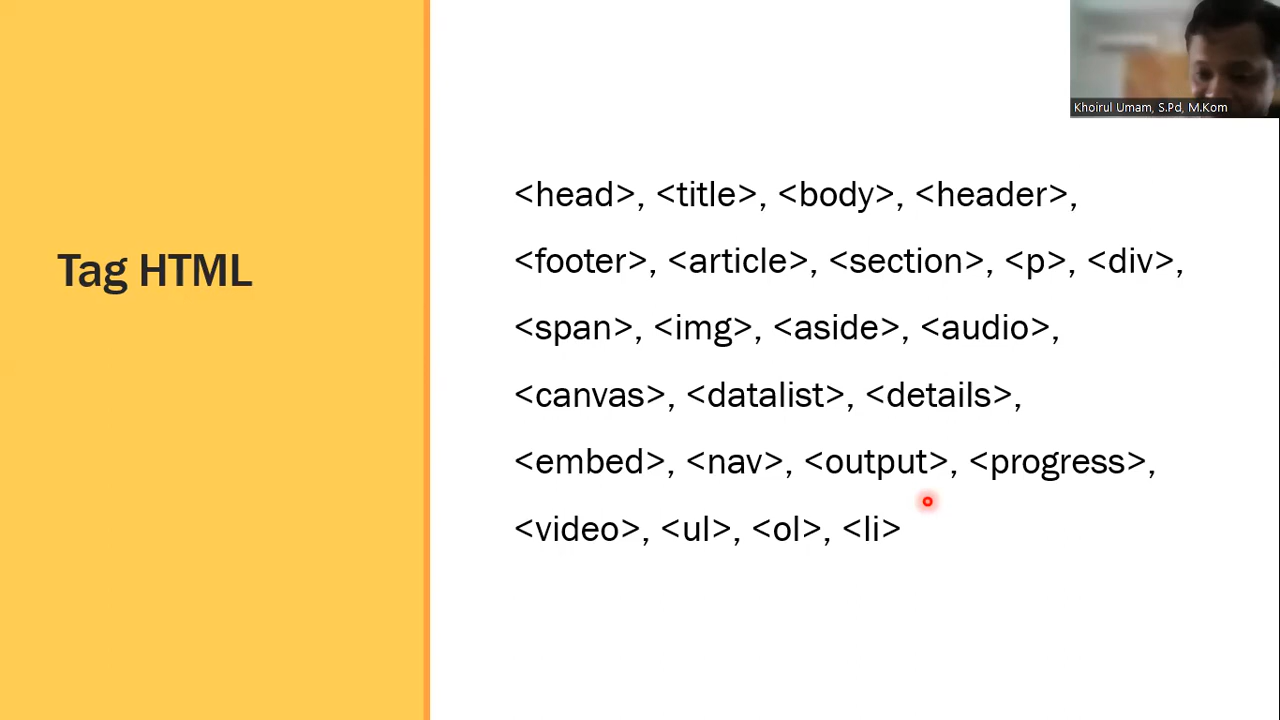 Khoirul Umam, S.Pd, M.Kom
Tag HTML
<head>, <title>, <body>, <header>,
<footer>, <article>, <section>, <p>, <div>,
<span>, <img>, <aside>, <audio>,
<canvas>, <datalist>, <details>,
<embed>, <nav>, <output>, <progress>,
<video>, <ul>, <ol>, <li>